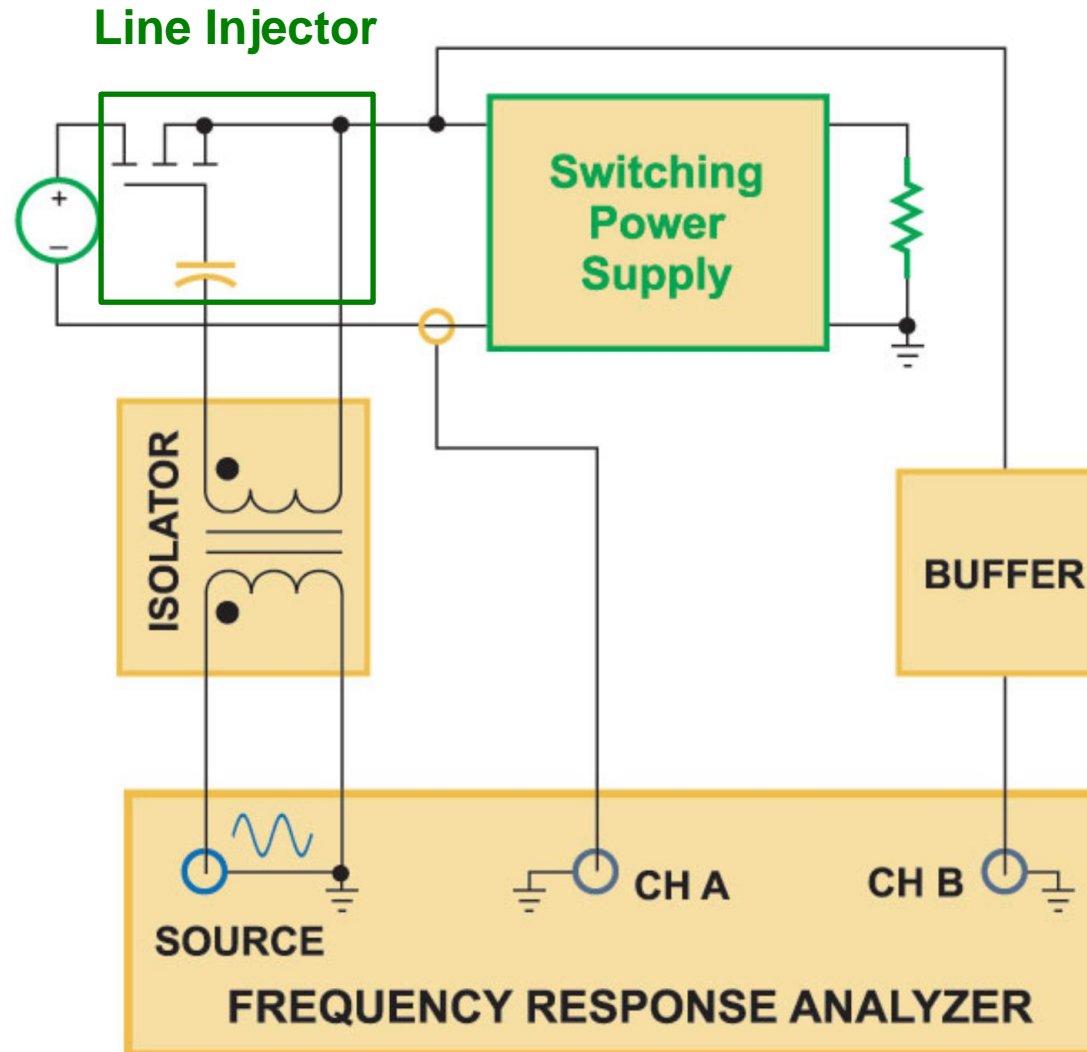 Line Injector
+
–
Switching
Power
Supply
ISOLATOR
BUFFER
CH A
CH B
SOURCE
FREQUENCY RESPONSE ANALYZER